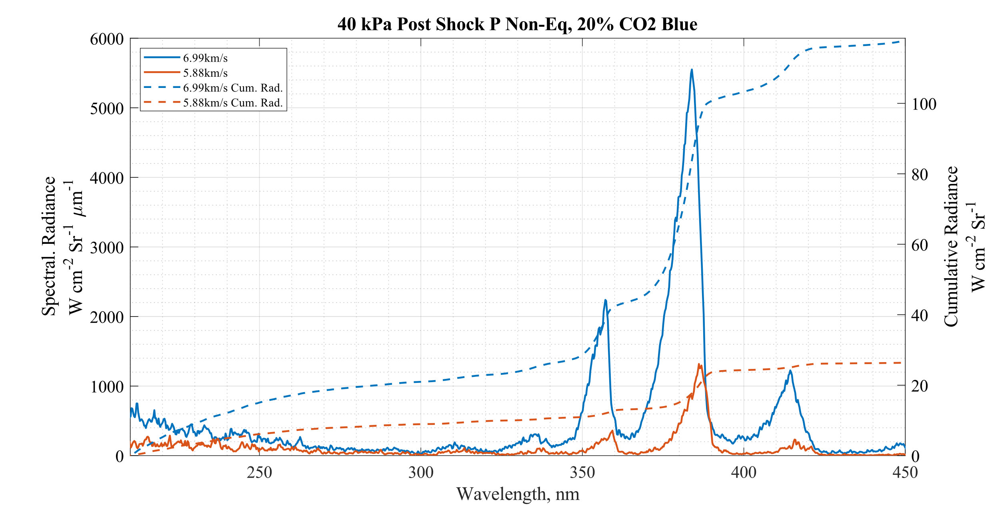 40 kPa Post Shock P Non-Eq, 20% CO2 Blue
6.99km/s
5.88km/s
6.99km/s Cum. Rad.
5.88km/s Cum. Rad.
Spectral. Radiance
W cm-2 Sr-1 μm-1
6000
5000
4000
3000
2000
1000
0
100
80
60
40
20
0
Cumulative Radiance
W cm-2 Sr-1
250
300
350
400
450
Wavelength, nm